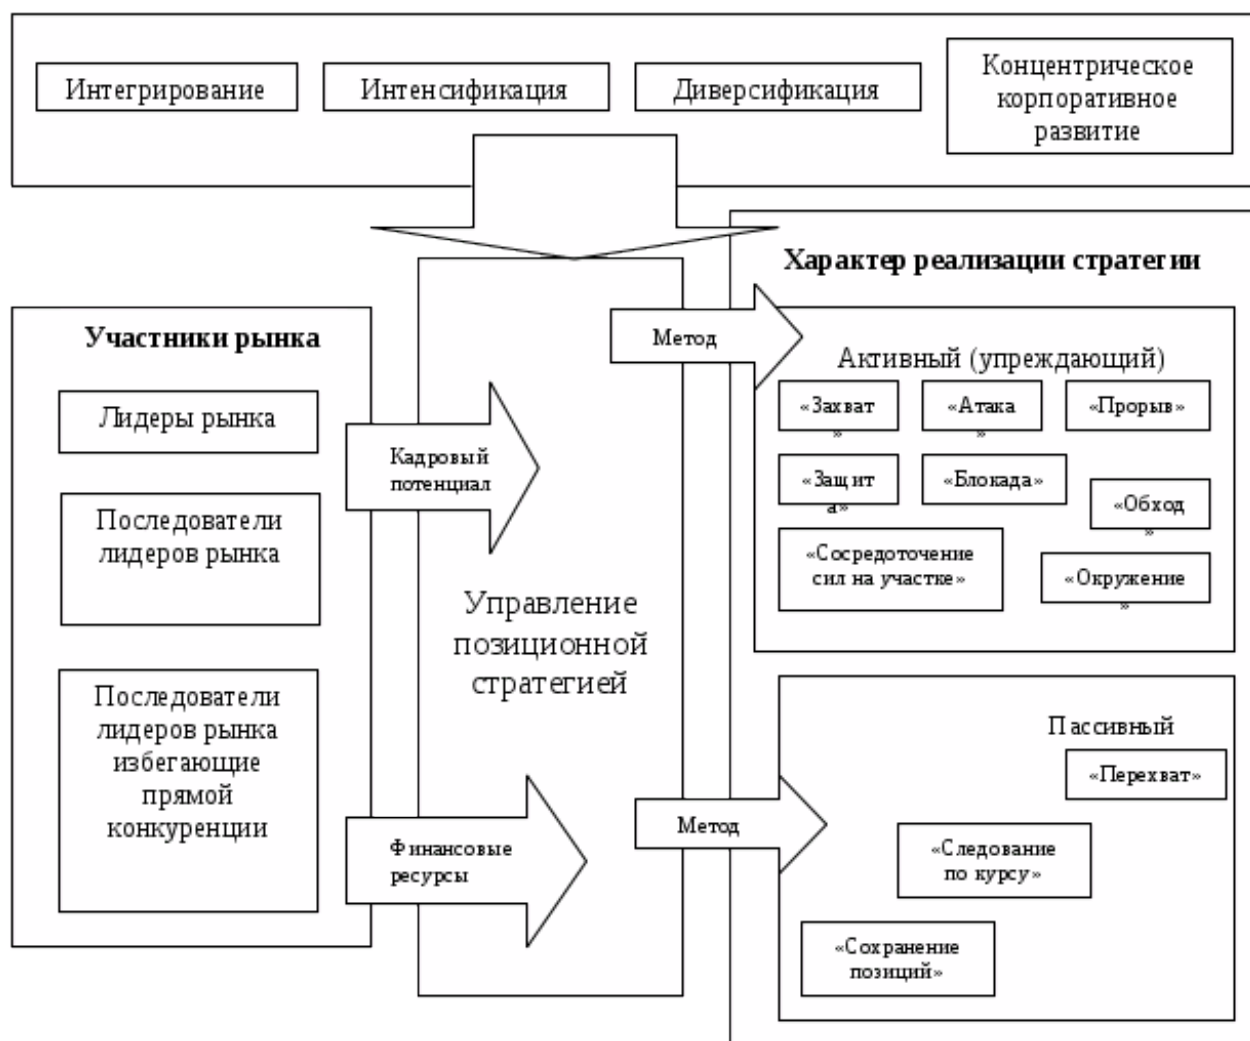 Интегрирование
Интенсификация
Диверсификация
Концентрическое
корпоративное
развитие
Участники рынка
Лидеры рынка
Последователи
лидеров рынка
Последователи
лидеров рынка
избегающие
прямой
конкуренции
Кадровый
потенциал
Финансовые
ресурсы
Управление
позиционной
стратегией
Метод
Метод
Характер реализации стратегии
Активный (упреждающий)
«Захват
»
«Атака
»
«Прорыв»
«Защит
а»
«Блокада»
«Обход
»
«Сосредоточение
сил на участке»
«Окружение
»
Пассивный
«Перехват»
«Следование
по курсу»
«Сохранение
позиций»